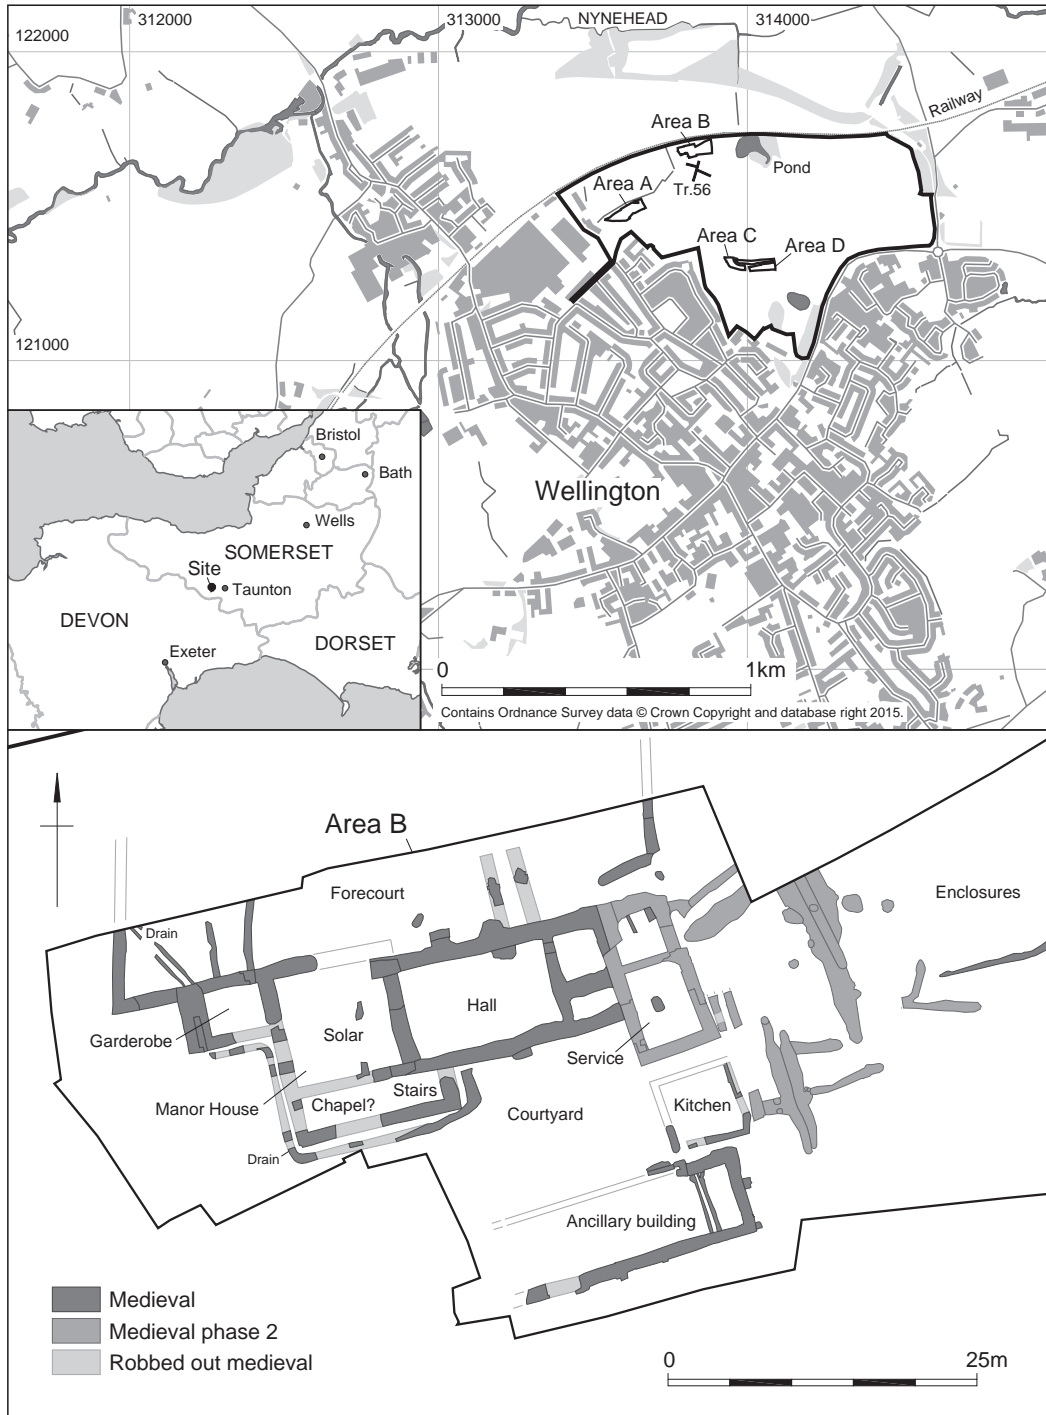 312000
313000
NYNEHEAD
314000
122000
Railway
Area B
Pond
Area A
Tr.56
Area C
Area D
121000
Bristol
Bath
Wells
SOMERSET
Site
Taunton
DEVON
DORSET
Exeter
Wellington
0
1km
Contains Ordnance Survey data © Crown Copyright and database right 2015.
Area B
Forecourt
Enclosures
Drain
Hall
Garderobe
Solar
Service
Manor House
Chapel?
Stairs
Courtyard
Kitchen
Drain
Ancillary building
Medieval
Medieval phase 2
Robbed out medieval
0
25m